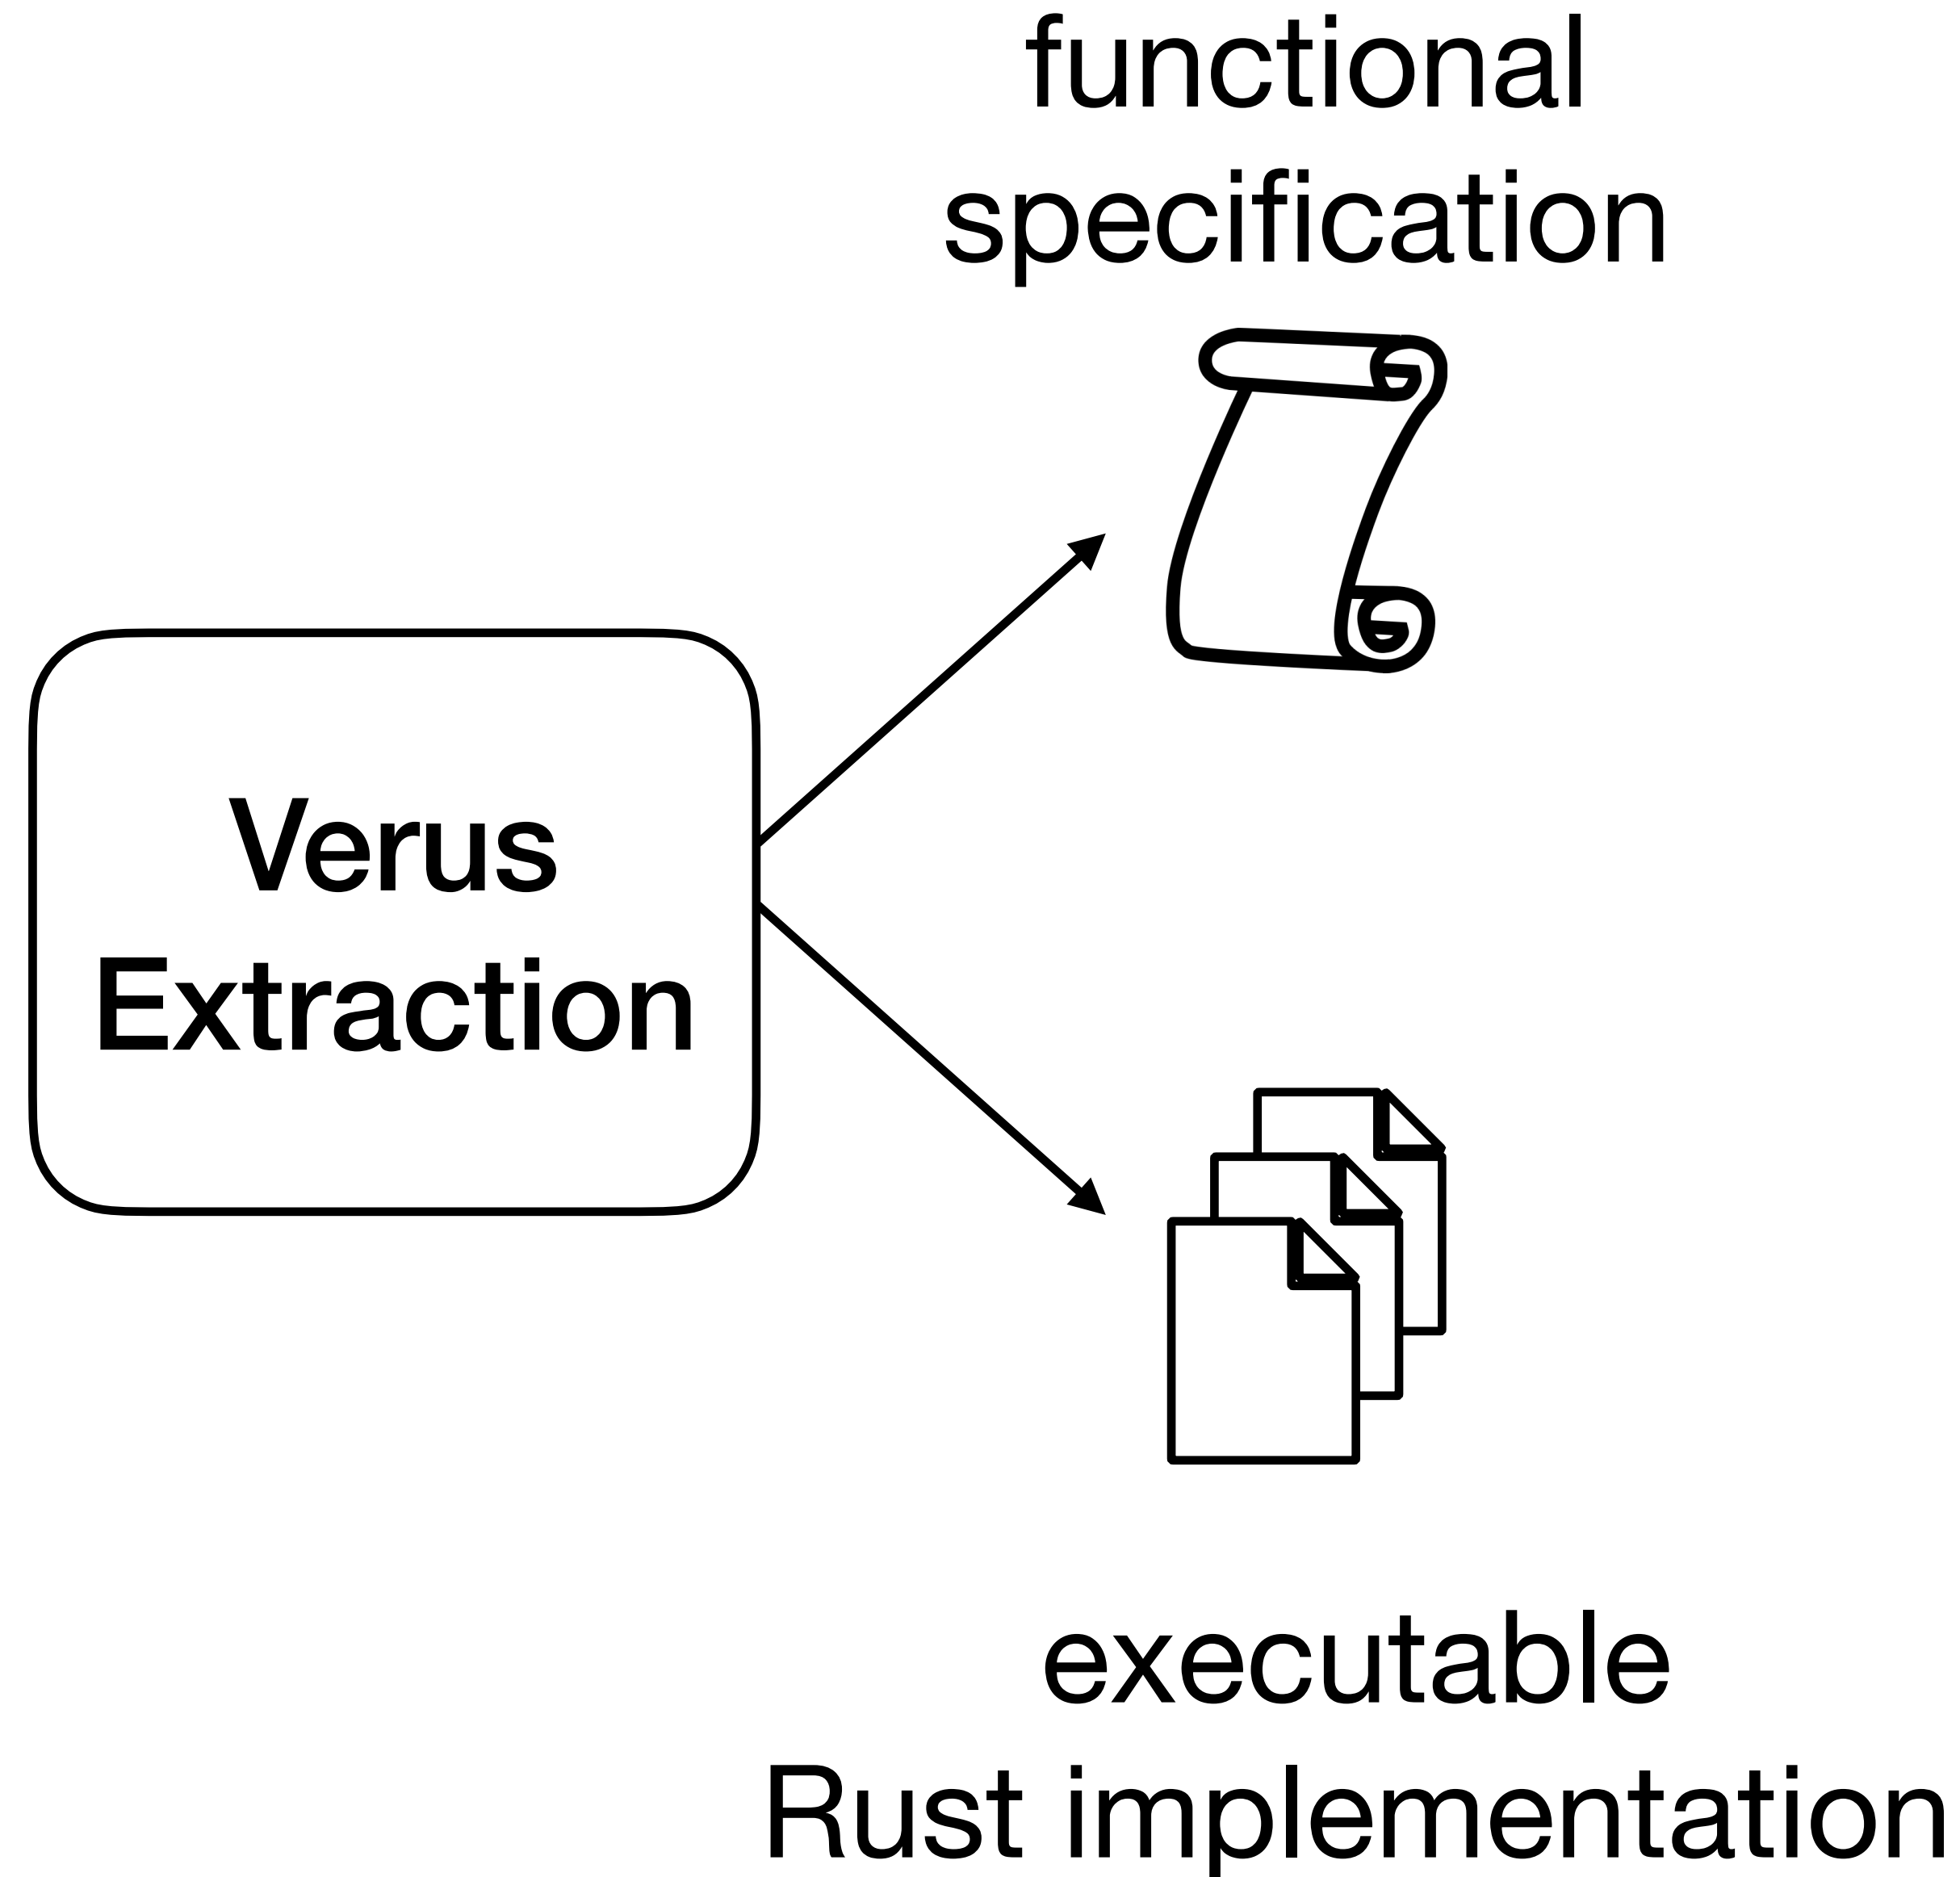 functional
specification
Verus
Extraction
executable
Rust implementation